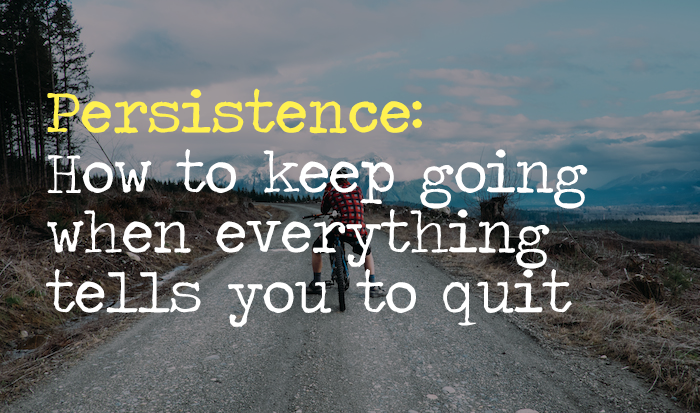 Persistence:
How to keep going
when everything
tells you to quit